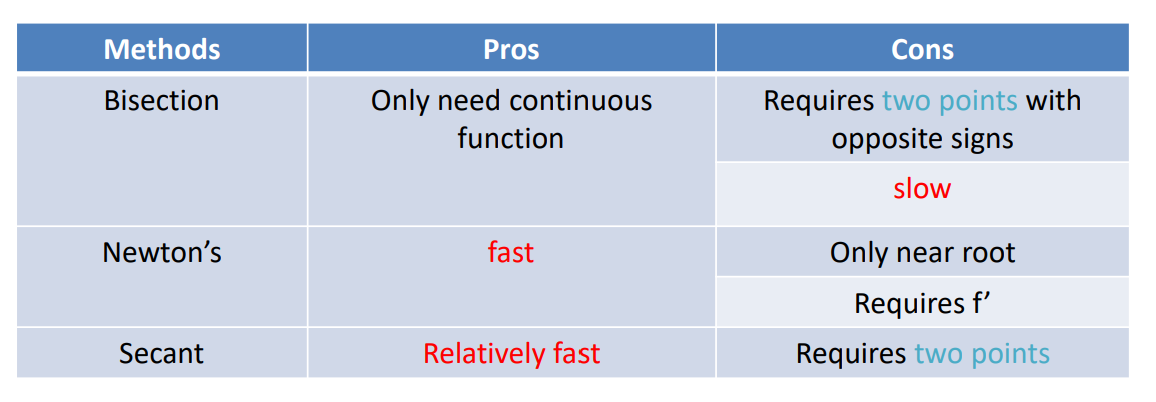 Methods
Pros
Cons
Bisection
Only need continuous
function
Requires two points with
opposite signs
slow
Newton’s
fast
Only near root
Requires f’
Secant
Relatively fast
Requires two points